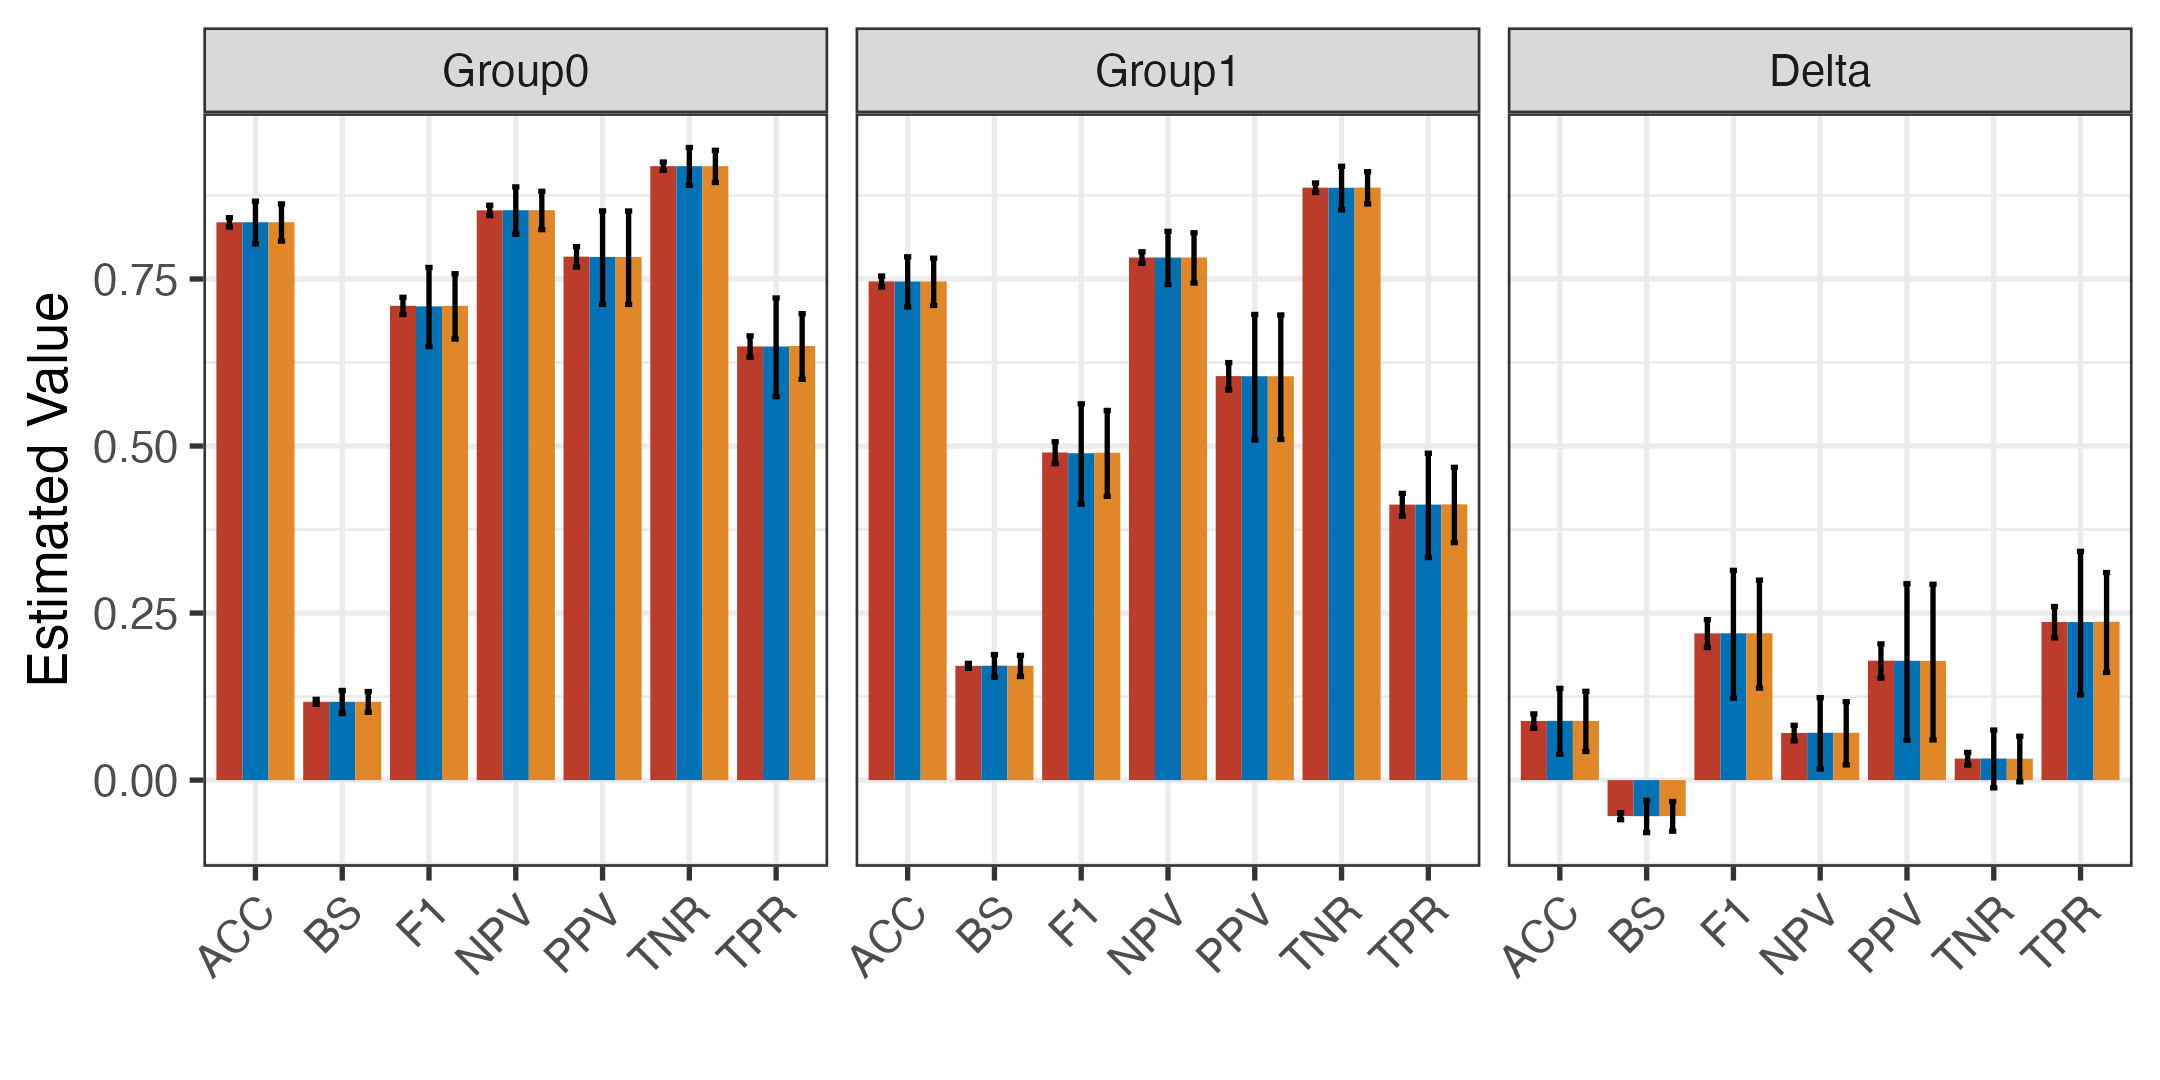 Group0
Group1
Delta
Estimated Value
0.75
0.50
0.25
0.00
ACC
BS
F1
NPV
PPV
TNR
TPR
ACC
BS
F1
NPV
PPV
TNR
TPR
ACC
BS
F1
NPV
PPV
TNR
TPR